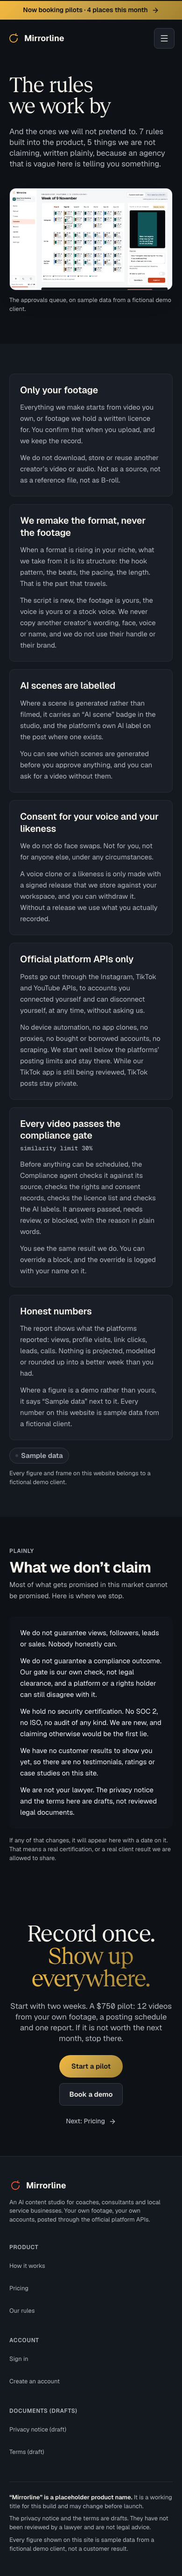 Now booking pilots · 4 places this month →
Mirrorline
The rules
we work by
And the ones we will not pretend to. 7 rules
built into the product, 5 things we are not
claiming, written plainly, because an agency
that is vague here is telling you something.
Week of 9 November
The approvals queue, on sample data from a fictional demo
client.
Only your footage
Everything we make starts from video you
own, or footage we hold a written licence
for. You confirm that when you upload, and
we keep the record.
We do not download, store or reuse another
creator's video or audio. Not as a source, not
as a reference file, not as B-roll.
We remake the format, never
the footage
When a format is rising in your niche, what
we take from it is its structure: the hook
pattern, the beats, the pacing, the length.
That is the part that travels.
The script is new, the footage is yours, the
voice is yours or a stock voice. We never
copy another creator's wording, face, voice
or name, and we do not use their handle or
their brand.
AI scenes are labelled
Where a scene is generated rather than
filmed, it carries an “AI scene” badge in the
studio, and the platform's own AI label on
the post where one exists.
You can see which scenes are generated
before you approve anything, and you can
ask for a video without them.
Consent for your voice and your
likeness
We do not do face swaps. Not for you, not
for anyone else, under any circumstances.
A voice clone or a likeness is only made with
a signed release that we store against your
workspace, and you can withdraw it.
Without a release we use what you actually
recorded.
Official platform APIs only
Posts go out through the Instagram, TikTok
and YouTube APIs, to accounts you
connected yourself and can disconnect
yourself, at any time, without asking us.
No device automation, no app clones, no
proxies, no bought or borrowed accounts, no
scraping. We start well below the platforms'
posting limits and stay there. While our
TikTok app is still being reviewed, TikTok
posts stay private.
Every video passes the
compliance gate
similarity limit 30%
Before anything can be scheduled, the
Compliance agent checks it against its
source, checks the rights and consent
records, checks the licence list and checks
the AI labels. It answers passed, needs
review, or blocked, with the reason in plain
words.
You see the same result we do. You can
override a block, and the override is logged
with your name on it.
Honest numbers
The report shows what the platforms
reported: views, profile visits, link clicks,
leads, calls. Nothing is projected, modelled
or rounded up into a better week than you
had.
Where a figure is a demo rather than yours,
it says “Sample data” next to it. Every
number on this website is sample data from
a fictional client.
Sample data
Every figure and frame on this website belongs to a
fictional demo client.
PLAINLY
What we don't claim
Most of what gets promised in this market cannot
be promised. Here is where we stop.
We do not guarantee views, followers, leads
or sales. Nobody honestly can.
We do not guarantee a compliance outcome.
Our gate is our own check, not legal
clearance, and a platform or a rights holder
can still disagree with it.
We hold no security certification. No SOC 2,
no ISO, no audit of any kind. We are new, and
claiming otherwise would be the first lie.
We have no customer results to show you
yet, so there are no testimonials, ratings or
case studies on this site.
We are not your lawyer. The privacy notice
and the terms here are drafts, not reviewed
legal documents.
If any of that changes, it will appear here with a date on it.
That means a real certification, or a real client result we are
allowed to share.
Record once.
Show up
everywhere.
Start with two weeks. A $750 pilot: 12 videos
from your own footage, a posting schedule
and one report. If it is not worth the next
month, stop there.
Start a pilot
Book a demo
Next: Pricing →
Mirrorline
An AI content studio for coaches, consultants and local
service businesses. Your own footage, your own
accounts, posted through the official platform APIs.
PRODUCT
How it works
Pricing
Our rules
ACCOUNT
Sign in
Create an account
DOCUMENTS (DRAFTS)
Privacy notice (draft)
Terms (draft)
“Mirrorline” is a placeholder product name. It is a working
title for this build and may change before launch.
The privacy notice and the terms are drafts. They have not
been reviewed by a lawyer and are not legal advice.
Every figure shown on this site is sample data from a
fictional demo client, not a customer result.